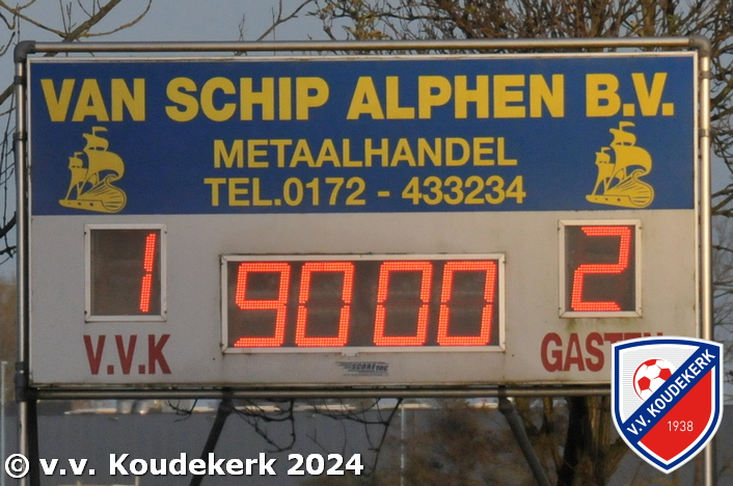 VAN SCHIP ALPHEN B.V.
METAALHANDEL
TEL.0172 - 433234
1 9000 2
V.V.K GASTEN
V.V. KOUDEKERK
1938
© v.v. Koudekerk 2024